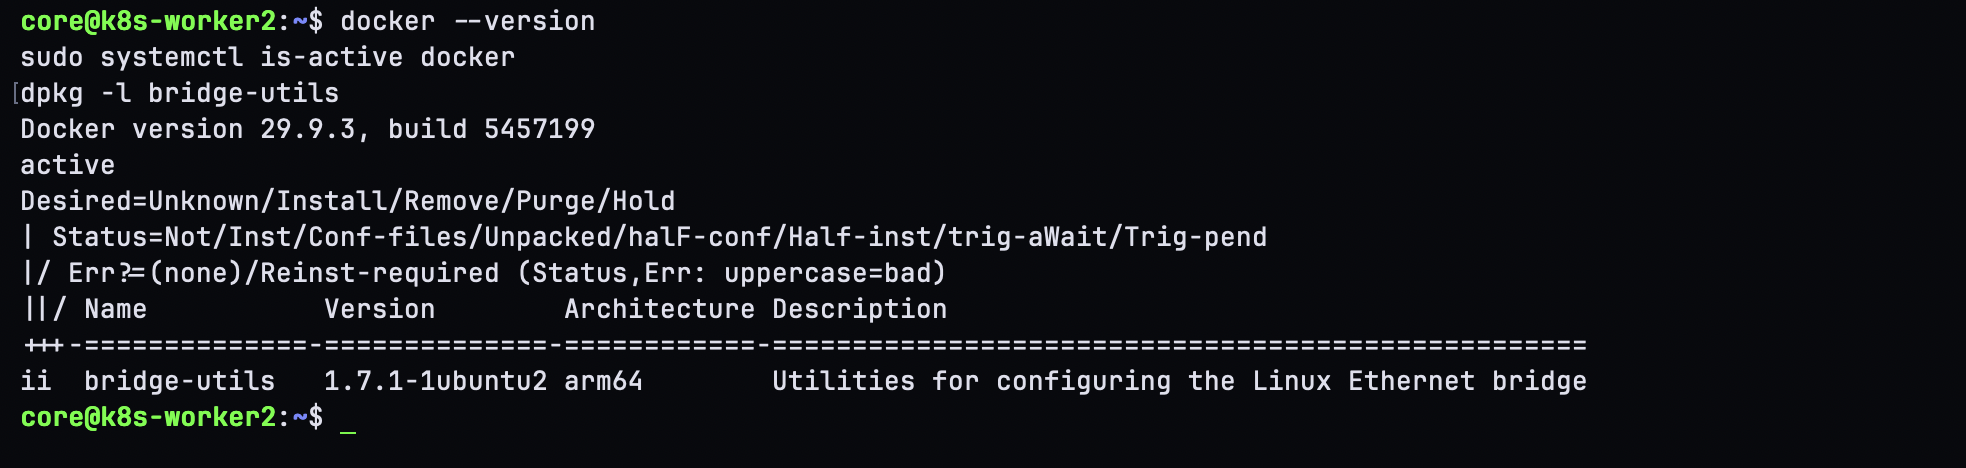 core@k8s-worker2:~$ docker --version
sudo systemctl is-active docker
[dpkg -l bridge-utils
Docker version 29.9.3, build 5457199
active
Desired=Unknown/Install/Remove/Purge/Hold
| Status=Not/Inst/Conf-files/Unpacked/halF-conf/Half-inst/trig-aWait/Trig-pend
|/ Err?=(none)/Reinst-required (Status,Err: uppercase=bad)
||/ Name           Version        Architecture Description
+++-==============-==============-============-===================================================
ii  bridge-utils   1.7.1-1ubuntu2 arm64        Utilities for configuring the Linux Ethernet bridge
core@k8s-worker2:~$ _